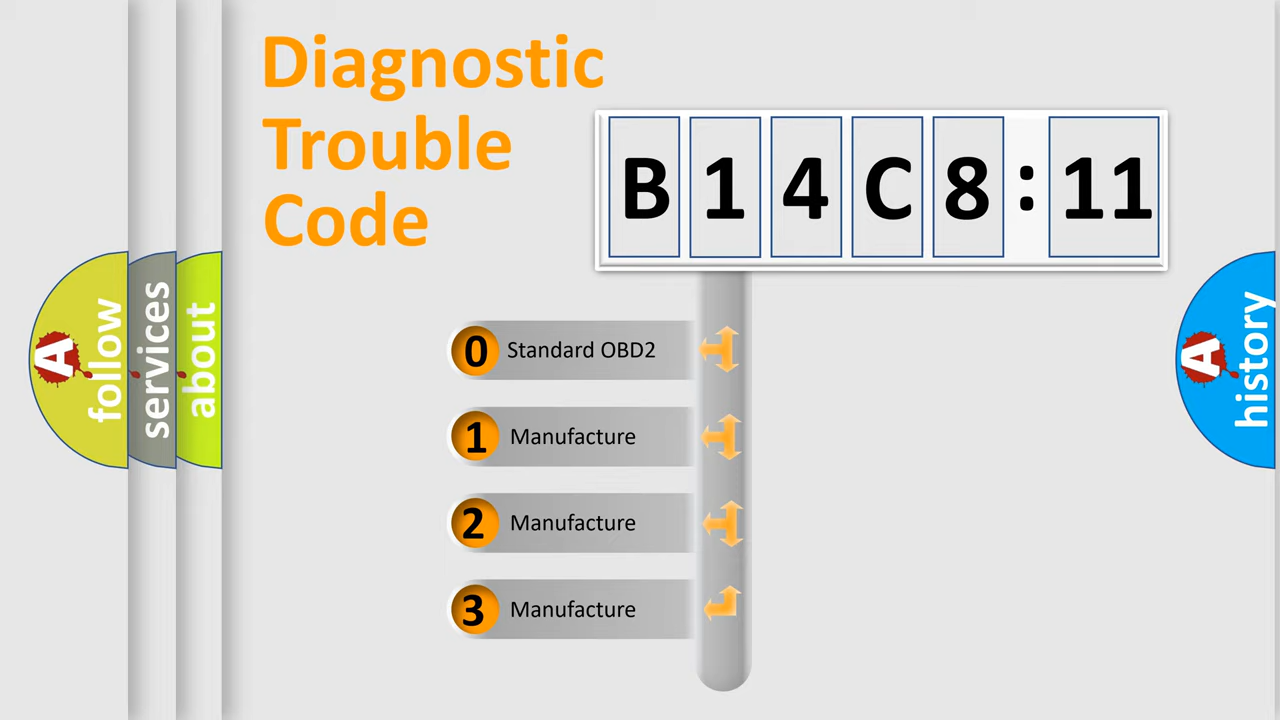 Diagnostic
Trouble
Code
B 1 4 C 8 : 11
0 Standard OBD2
1 Manufacture
2 Manufacture
3 Manufacture
A follow
services
about
A history